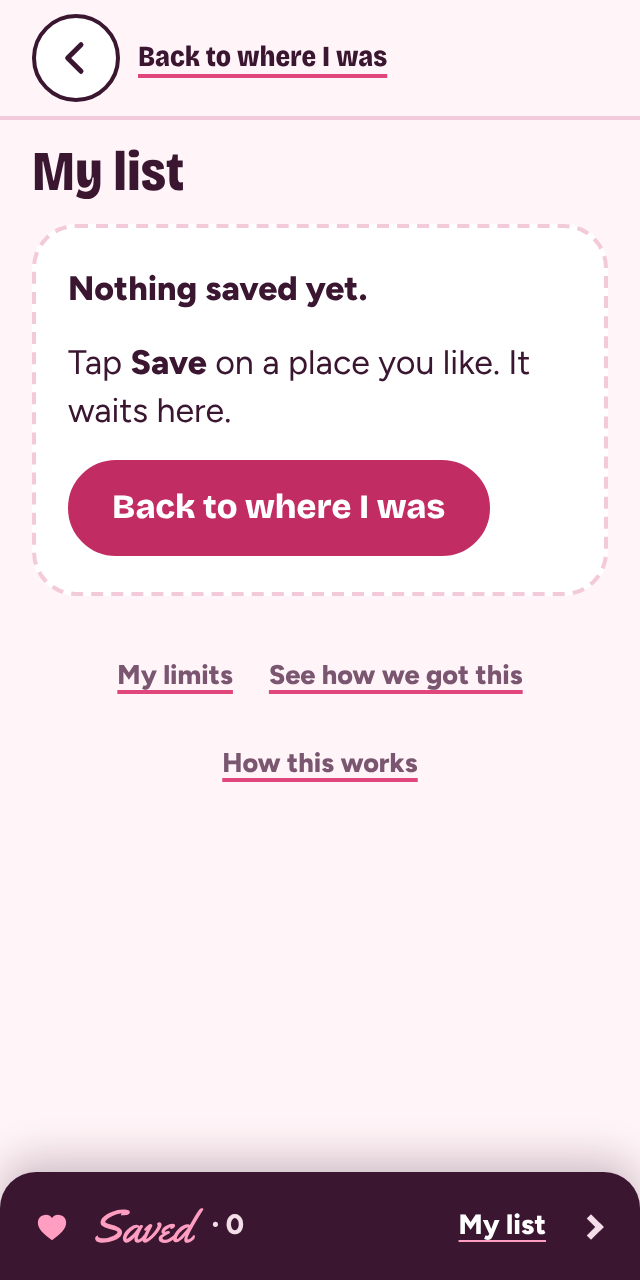 Back to where I was
My list
Nothing saved yet.
Tap Save on a place you like. It
waits here.
Back to where I was
My limits See how we got this
How this works
Saved · 0 My list